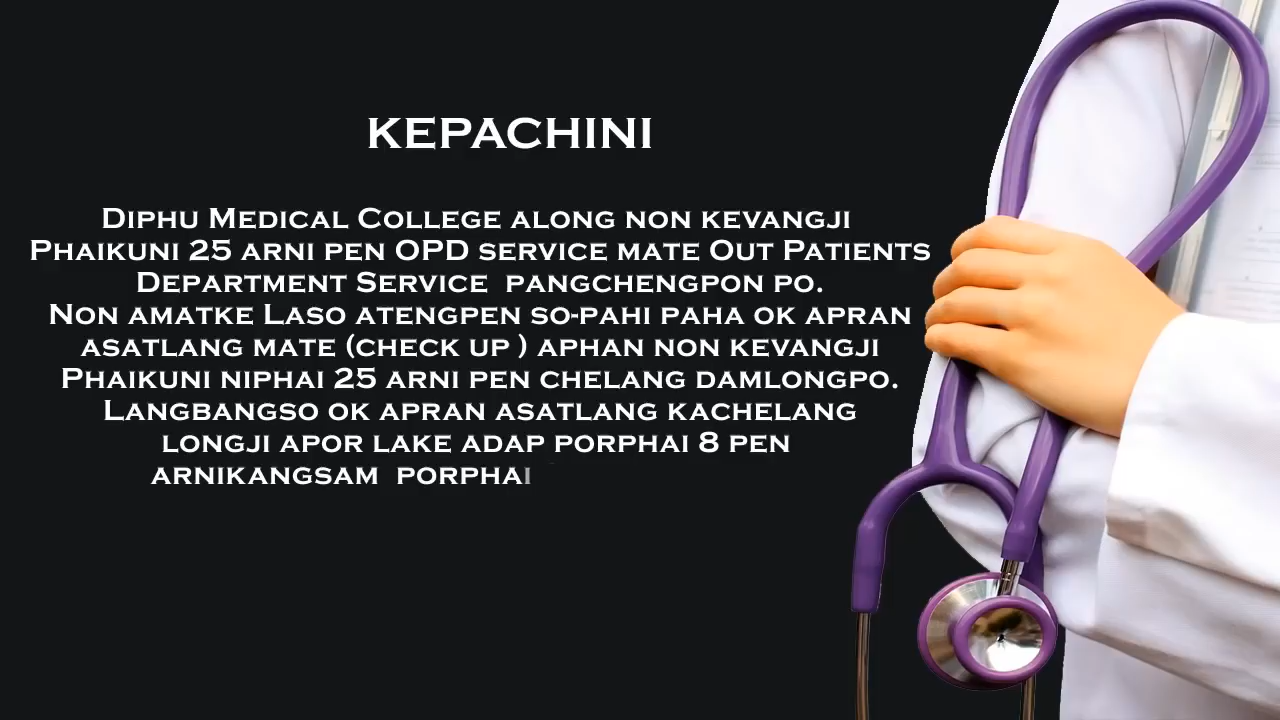 KEPACHINI
Diphu Medical College along non kevangji
Phaikuni 25 arni pen OPD service mate Out Patients
Department Service pangchengpon po.
Non amatke Laso atengpen so-pahi paha ok apran
asatlang mate (check up ) aphan non kevangji
Phaikuni niphai 25 arni pen chelang damlongpo.
Langbangso ok apran asatlang kachelang
longji apor lake adap porphai 8 pen
arnikangsam porphai